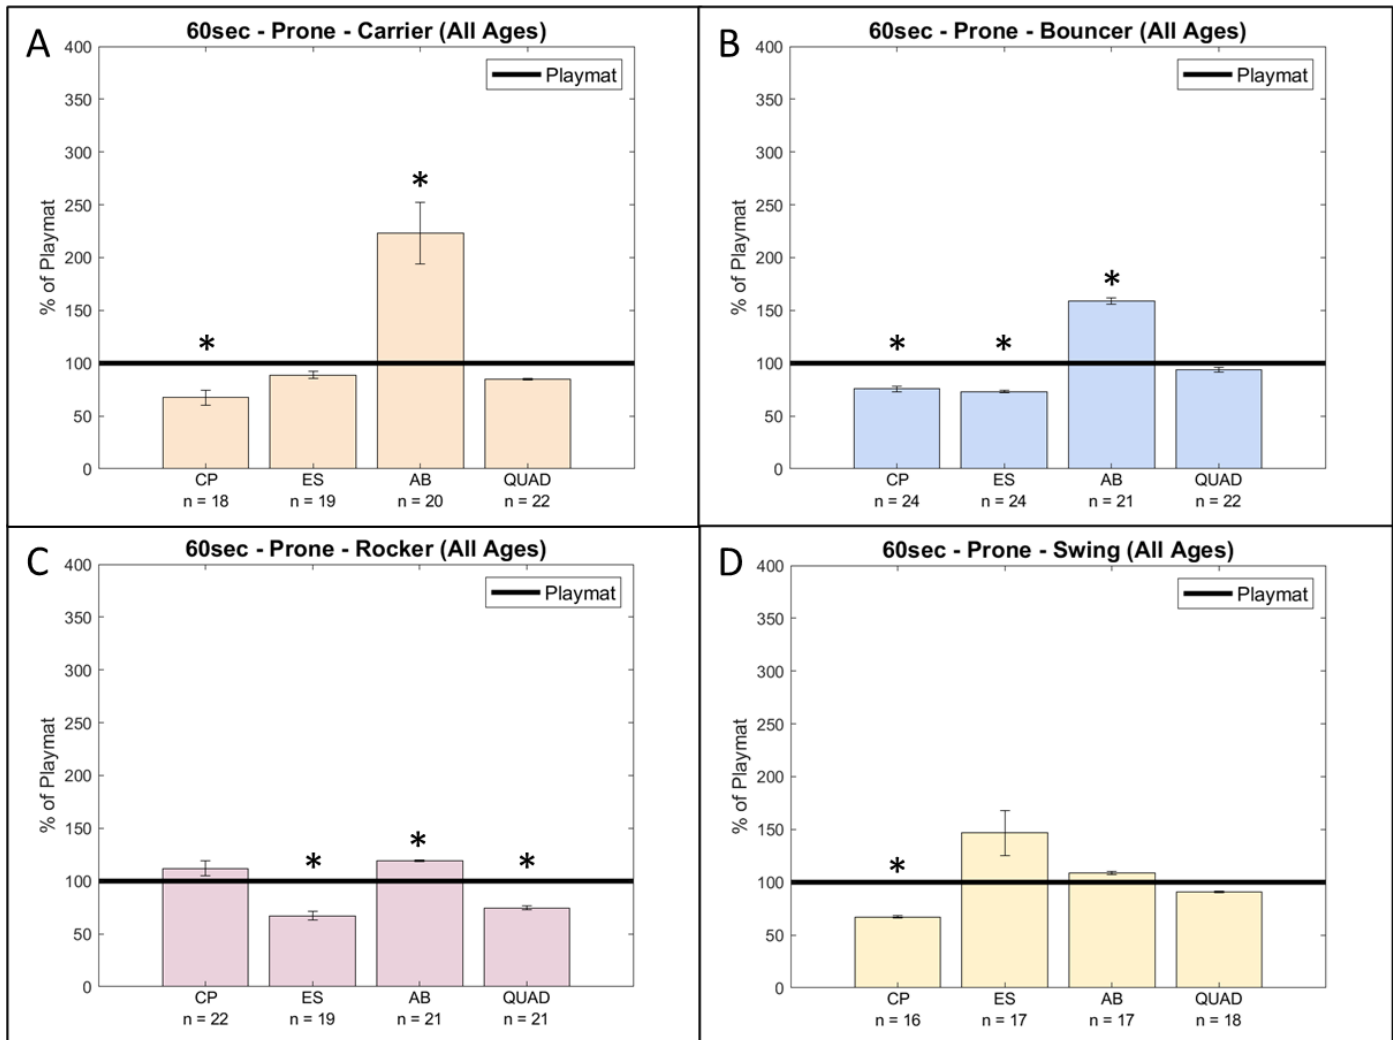 A
60sec - Prone - Carrier (All Ages)
400
350
300
250
200
150
100
50
0
% of Playmat
Playmat
*
*
CP ES AB QUAD
n = 18 n = 19 n = 20 n = 22
B
60sec - Prone - Bouncer (All Ages)
400
350
300
250
200
150
100
50
0
% of Playmat
Playmat
*
* *
CP ES AB QUAD
n = 24 n = 24 n = 21 n = 22
C
60sec - Prone - Rocker (All Ages)
400
350
300
250
200
150
100
50
0
% of Playmat
Playmat
*
* *
CP ES AB QUAD
n = 22 n = 19 n = 21 n = 21
D
60sec - Prone - Swing (All Ages)
400
350
300
250
200
150
100
50
0
% of Playmat
Playmat
*
CP ES AB QUAD
n = 16 n = 17 n = 17 n = 18